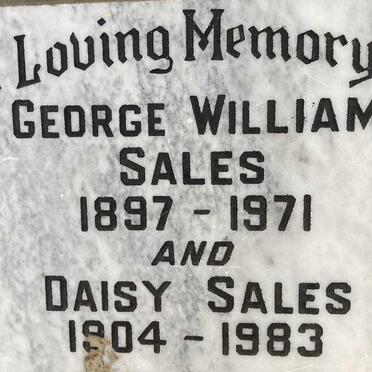 Loving Memory
GEORGE WILLIAM
SALES
1897 - 1971
AND
DAISY SALES
1904 - 1983